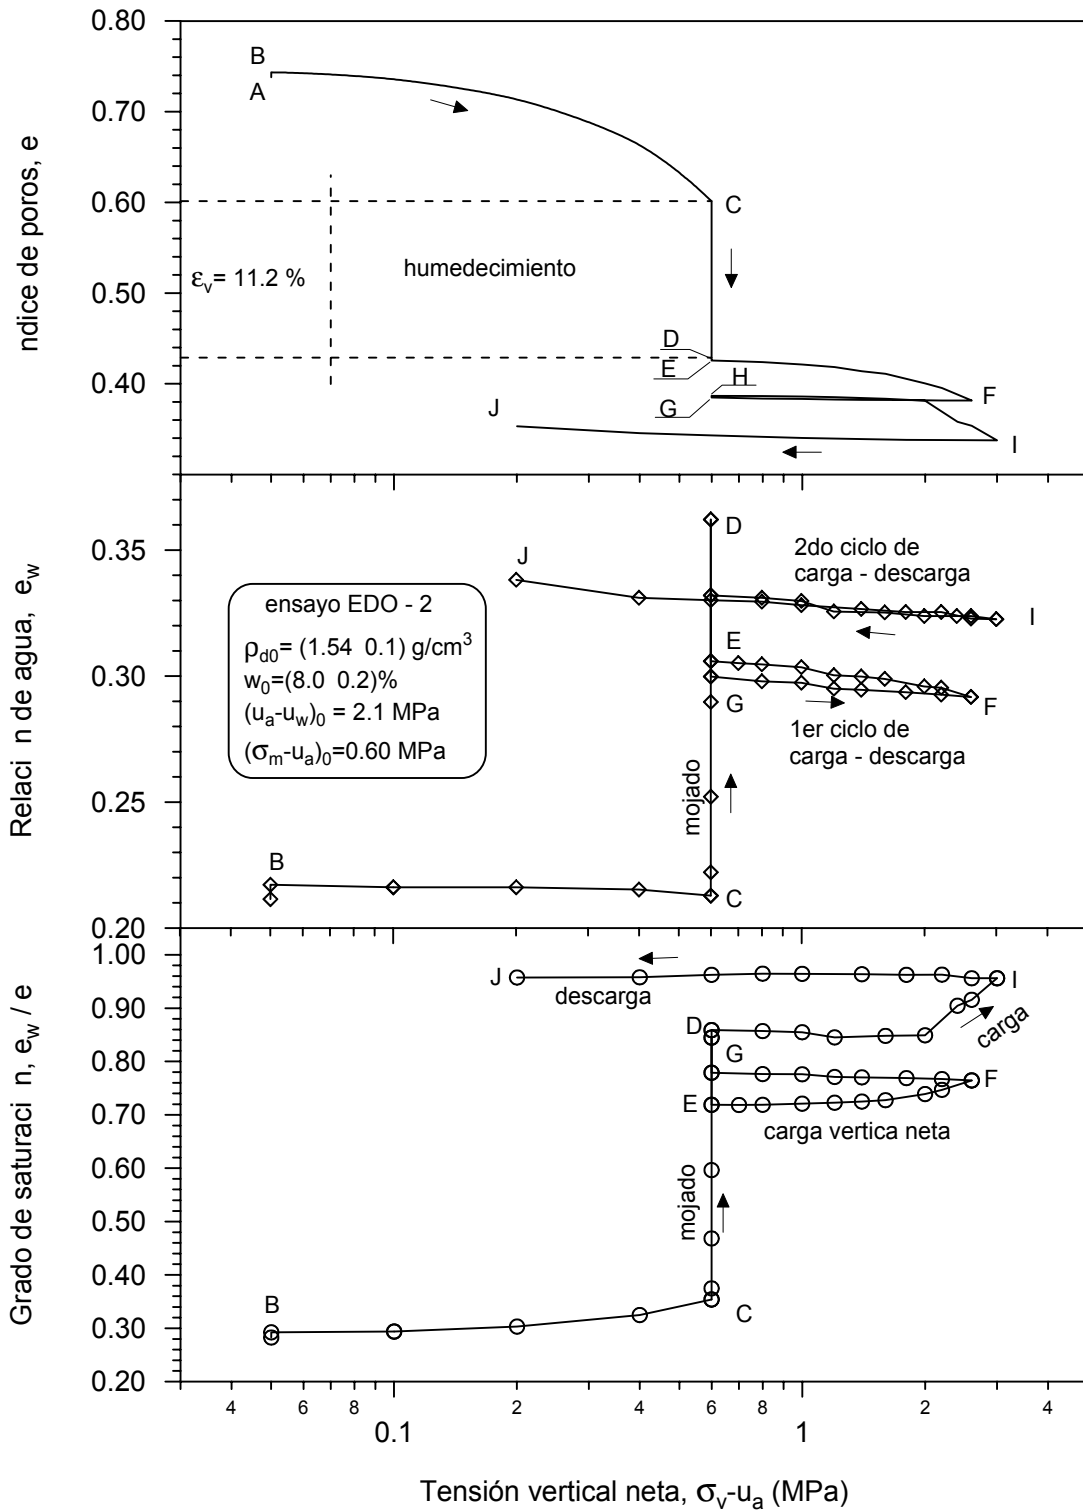 0.80
0.70
0.60
0.50
0.40
ndice de poros, e
B
A
C
εv= 11.2 %
humedecimiento
D
E
H
G
F
J
I
0.35
0.30
0.25
0.20
Relaci n de agua, ew
D
J
2do ciclo de
carga - descarga
I
ensayo EDO - 2
ρd0= (1.54 0.1) g/cm³
w0=(8.0 0.2)%
(ua-uw)0 = 2.1 MPa
(σm-ua)0=0.60 MPa
E
G
F
1er ciclo de
carga - descarga
mojado
B
C
1.00
0.90
0.80
0.70
0.60
0.50
0.40
0.30
0.20
Grado de saturaci n, ew / e
J
descarga
I
carga
D
G
F
E
carga vertica neta
mojado
B
C
4 6 8 2 4 6 8 2 4
0.1 1
Tensión vertical neta, σv-ua (MPa)